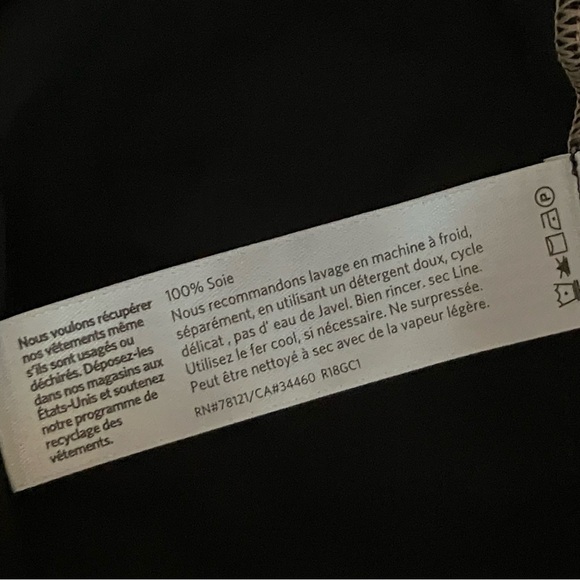 Nous voulons récupérer
nos vêtements même
s'ils sont usagés ou
déchirés. Déposez-les
dans nos magasins aux
États-Unis et soutenez
notre programme de
recyclage des
vêtements.
100% Soie
Nous recommandons lavage en machine à froid,
séparément, en utilisant un détergent doux, cycle
délicat , pas d' eau de Javel. Bien rincer. sec Line.
Utilisez le fer cool, si nécessaire. Ne surpressée.
Peut être nettoyé à sec avec de la vapeur légère.
RN#78121/CA#34460 R18GC1
P